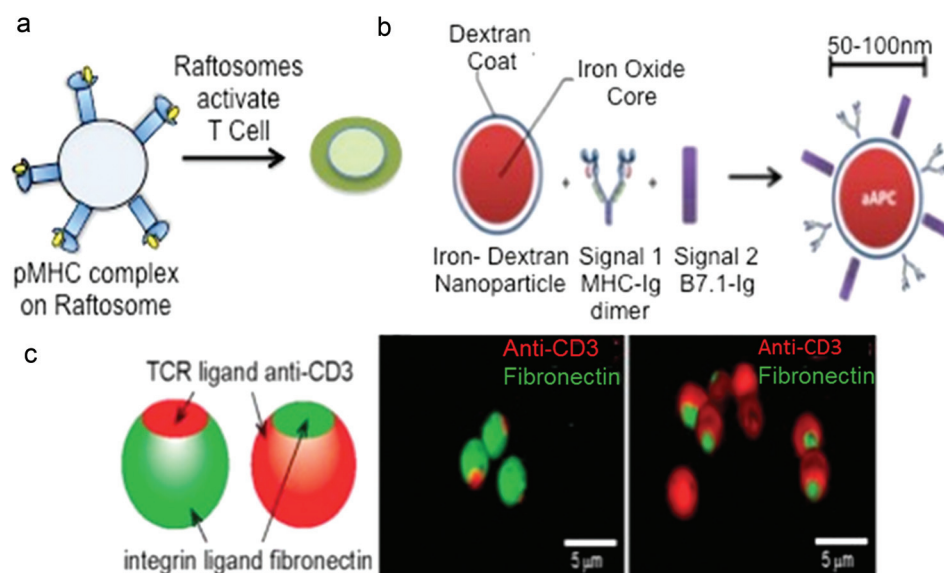 a
Raftosomes
activate
T Cell
pMHC complex
on Raftosome
b
Dextran
Coat
Iron Oxide
Core
50-100nm
+
+
aAPC
Iron- Dextran
Nanoparticle
Signal 1
MHC-Ig
dimer
Signal 2
B7.1-Ig
c
TCR ligand anti-CD3
integrin ligand fibronectin
Anti-CD3
Fibronectin
5 μm
Anti-CD3
Fibronectin
5 μm